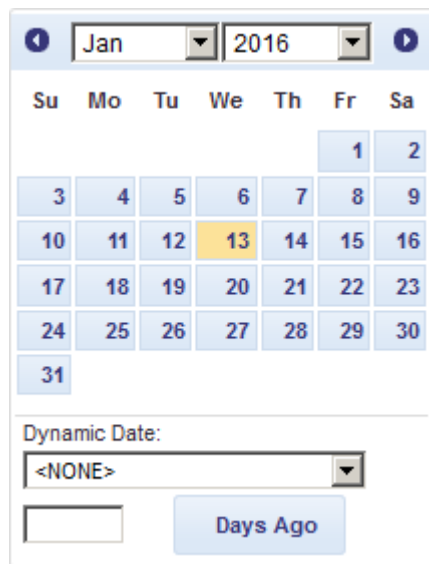 Jan 2016
Su Mo Tu We Th Fr Sa
1 2
3 4 5 6 7 8 9
10 11 12 13 14 15 16
17 18 19 20 21 22 23
24 25 26 27 28 29 30
31
Dynamic Date:
<NONE>
Days Ago